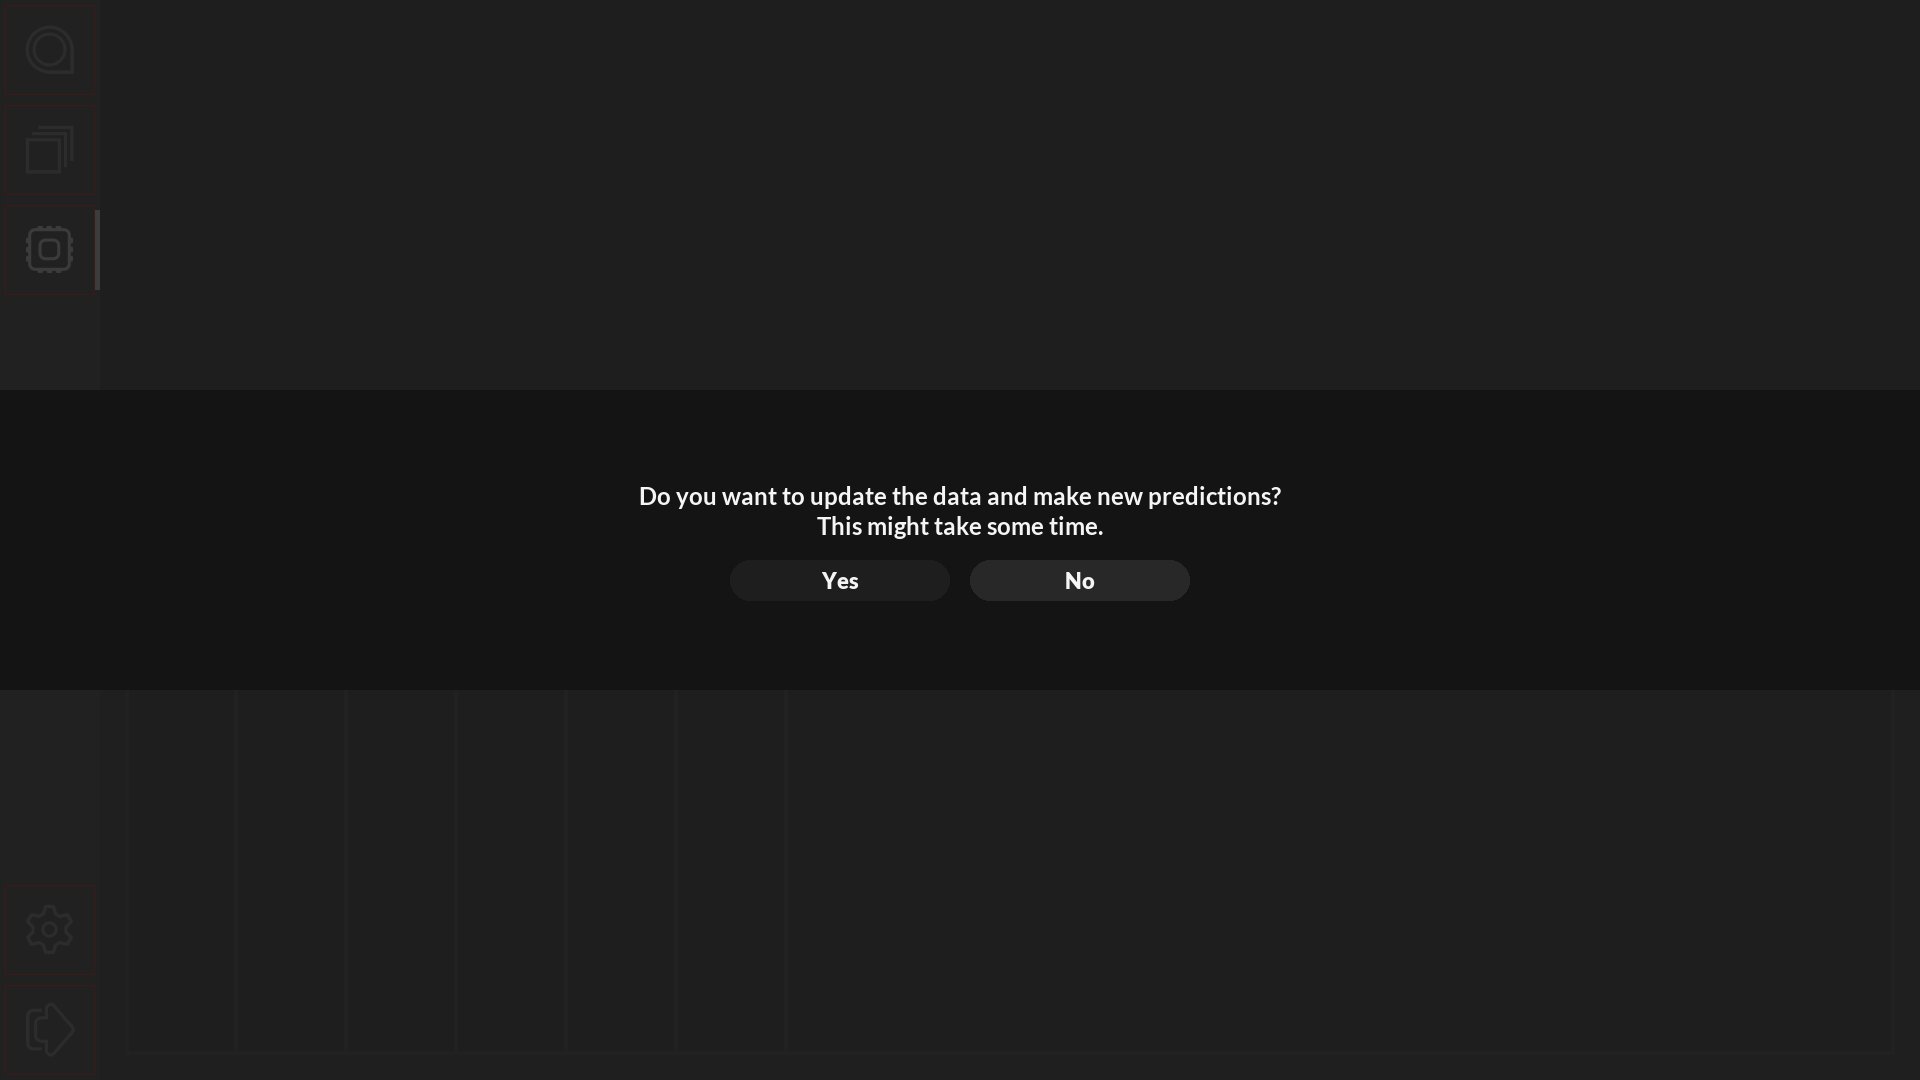 Do you want to update the data and make new predictions?
This might take some time.
Yes
No